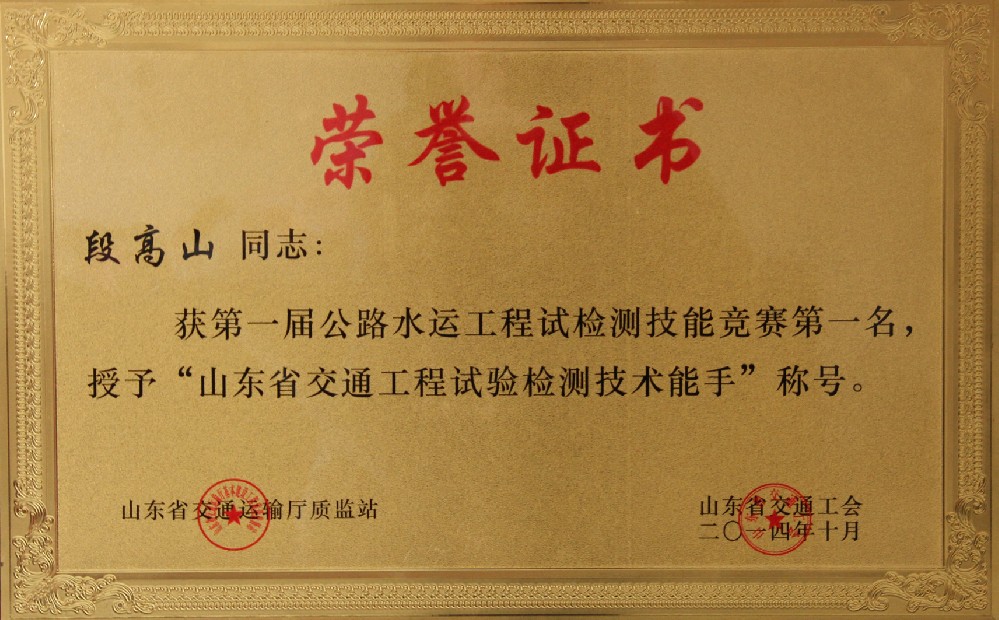 荣誉证书
段高山 同志：
获第一届公路水运工程试检测技能竞赛第一名，
授予“山东省交通工程试验检测技术能手”称号。
山东省交通运输厅质监站
山东省交通工会
二〇一四年十月